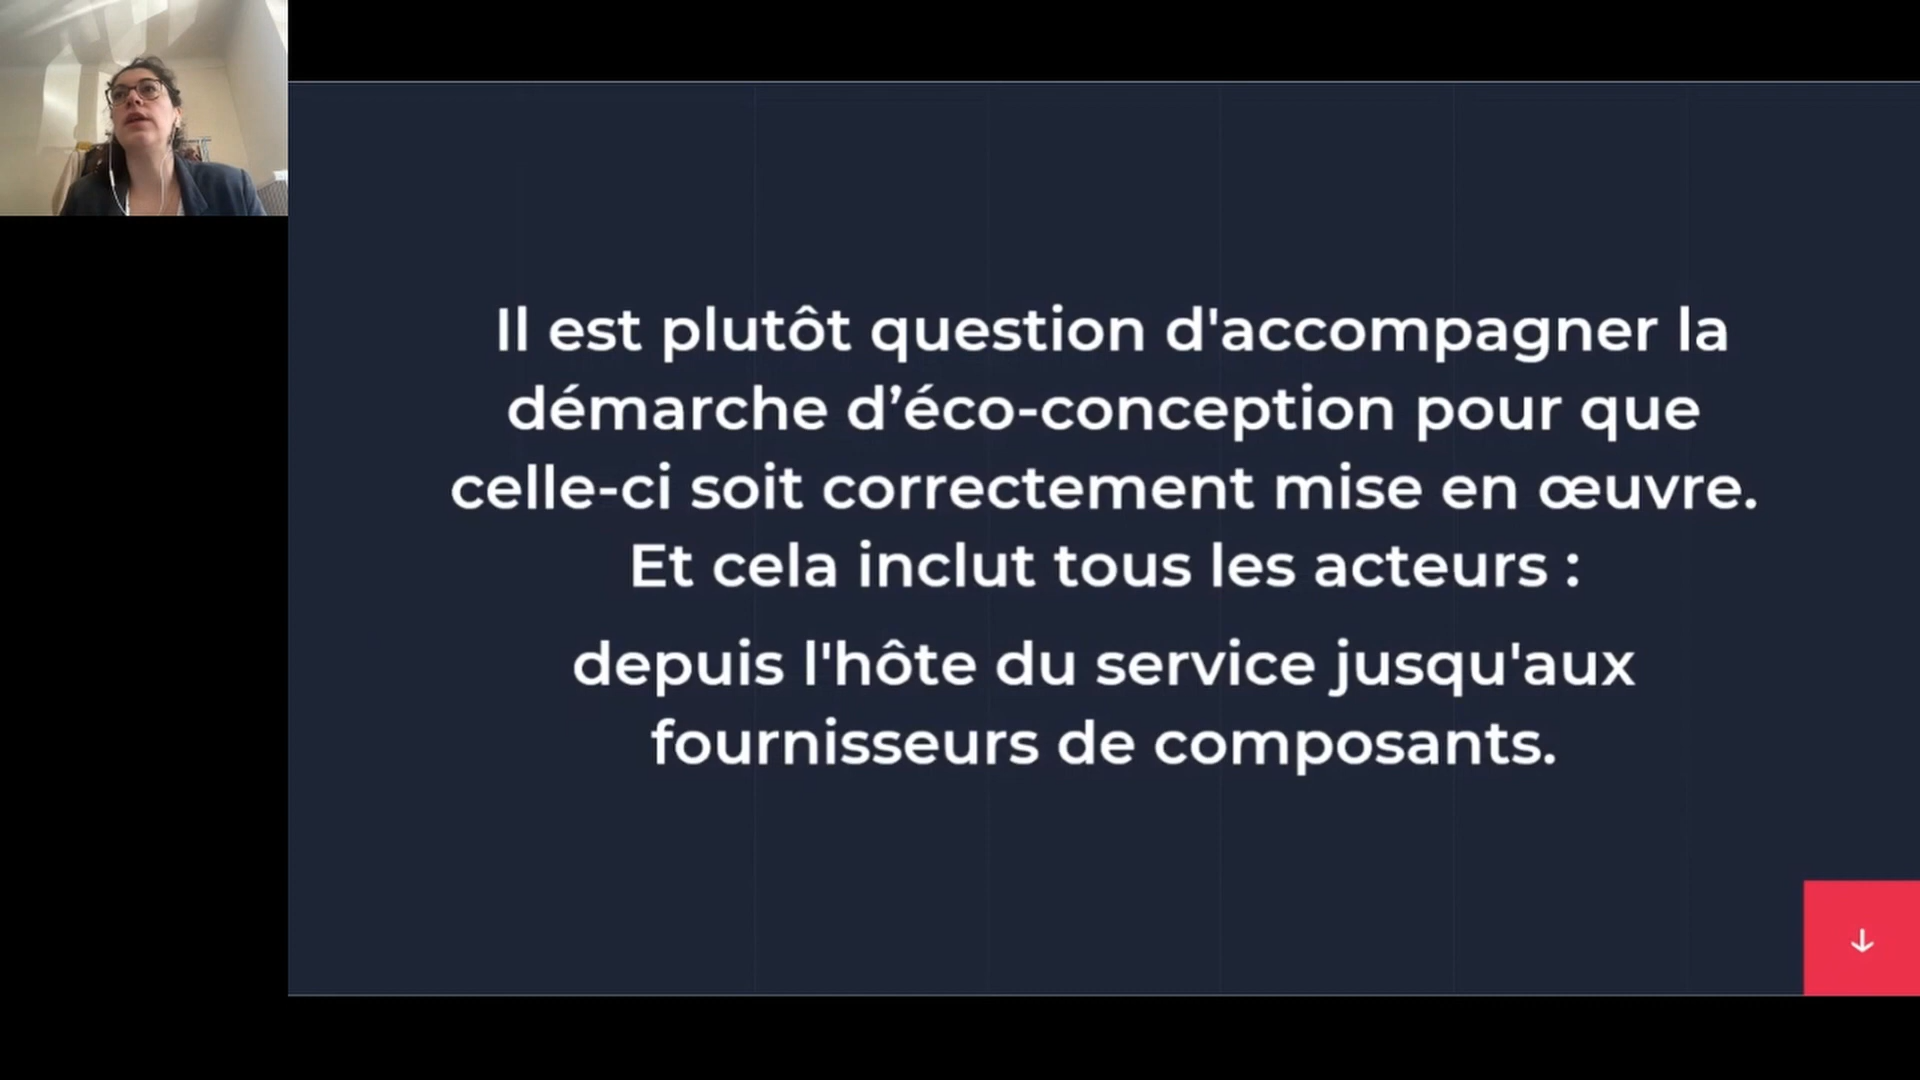 Il est plutôt question d'accompagner la
démarche d’éco-conception pour que
celle-ci soit correctement mise en œuvre.
Et cela inclut tous les acteurs :
depuis l'hôte du service jusqu'aux
fournisseurs de composants.